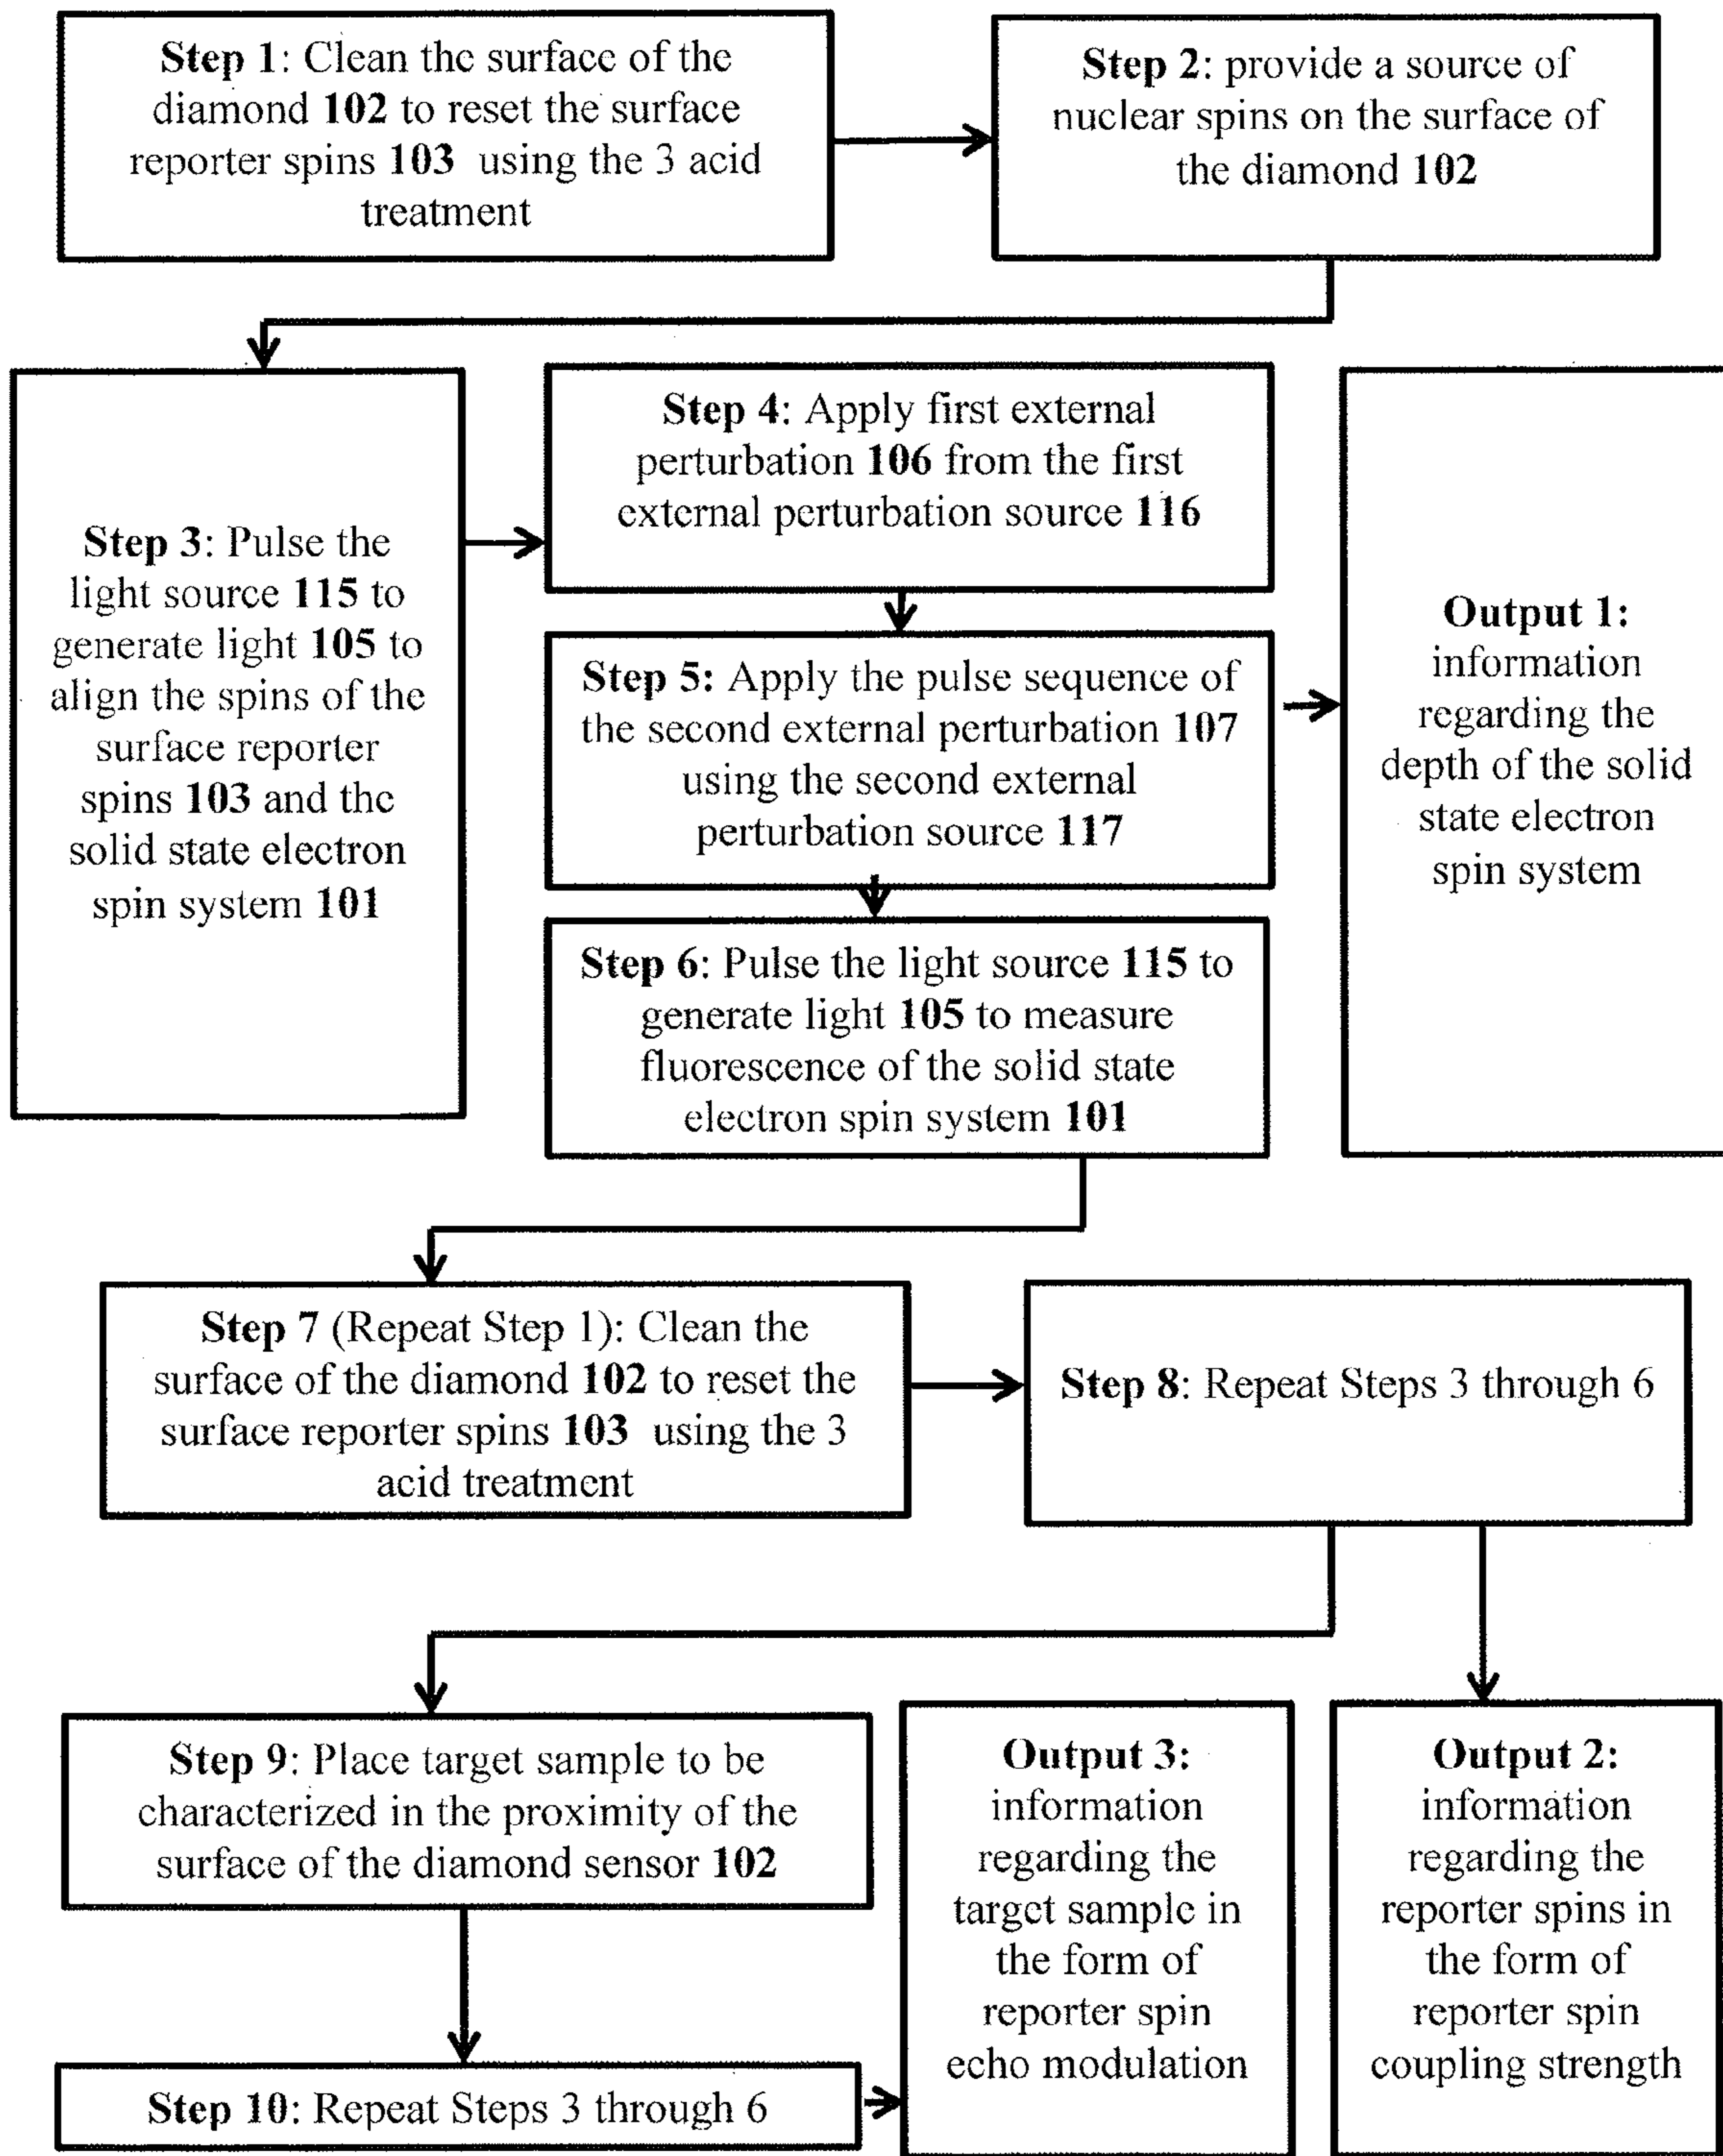 Step 1: Clean the surface of the
diamond 102 to reset the surface
reporter spins 103 using the 3 acid
treatment
Step 2: provide a source of
nuclear spins on the surface of
the diamond 102
Step 3: Pulse the
light source 115 to
generate light 105 to
align the spins of the
surface reporter
spins 103 and the
solid state electron
spin system 101
Step 4: Apply first external
perturbation 106 from the first
external perturbation source 116
Step 5: Apply the pulse sequence of
the second external perturbation 107
using the second external
perturbation source 117
Output 1:
information
regarding the
depth of the solid
state electron
spin system
Step 6: Pulse the light source 115 to
generate light 105 to measure
fluorescence of the solid state
electron spin system 101
Step 7 (Repeat Step 1): Clean the
surface of the diamond 102 to reset the
surface reporter spins 103 using the 3
acid treatment
Step 8: Repeat Steps 3 through 6
Step 9: Place target sample to be
characterized in the proximity of the
surface of the diamond sensor 102
Step 10: Repeat Steps 3 through 6
Output 3:
information
regarding the
target sample in
the form of
reporter spin
echo modulation
Output 2:
information
regarding the
reporter spins in
the form of
reporter spin
coupling strength